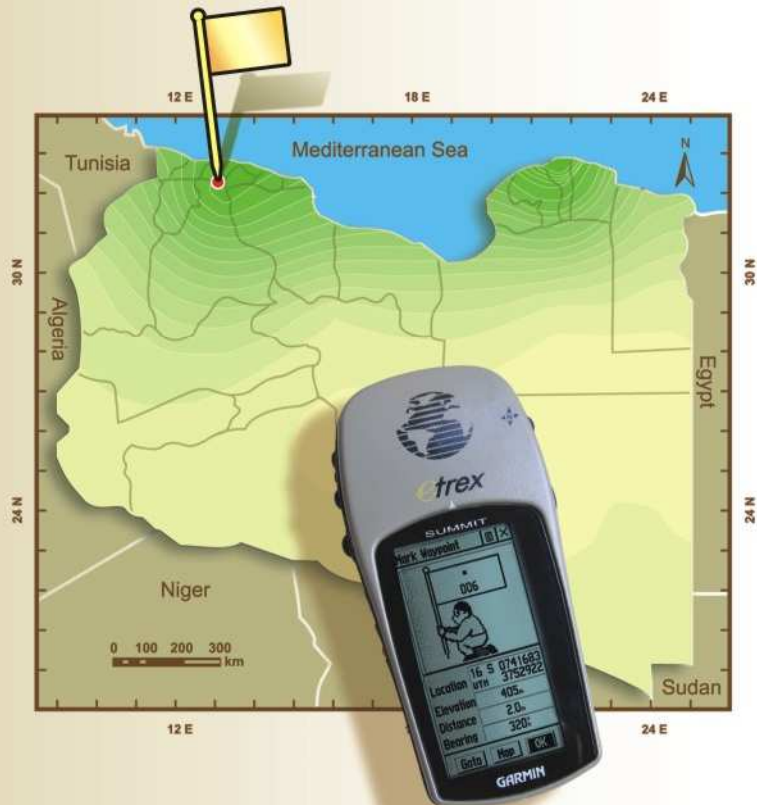 12 E 18 E 24 E
Tunisia
Mediterranean Sea
N
30 N
30 N
Algeria
Egypt
24 N
24 N
Niger
0 100 200 300
km
Sudan
12 E
24 E
etrex
SUMMIT
Mark Waypoint
006
Location 16 S 0741683
UTM 3752922
Elevation 405m
Distance 2.0m
Bearing 320°
Goto Map OK
GARMIN